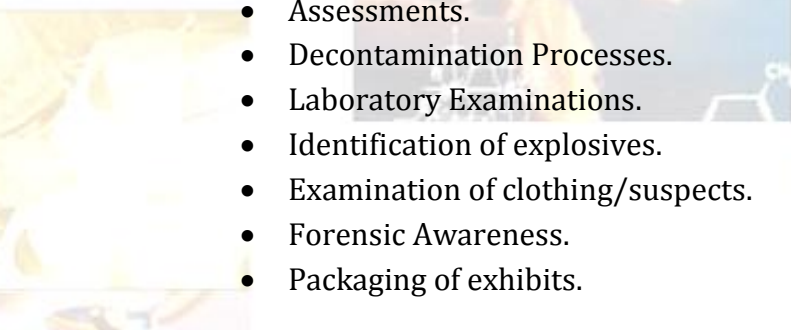 • Assessments.
• Decontamination Processes.
• Laboratory Examinations.
• Identification of explosives.
• Examination of clothing/suspects.
• Forensic Awareness.
• Packaging of exhibits.